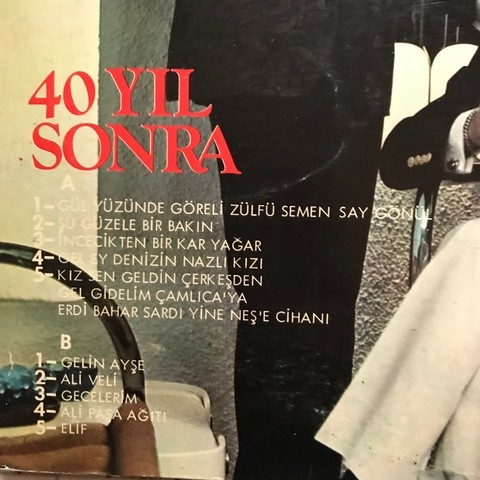 40 YIL
SONRA
A
1- GÜL YÜZÜNDE GÖRELİ ZÜLFÜ SEMEN SAY GÖNÜL
2- ŞU GÜZELE BİR BAKIN
3- İNCECİKTEN BİR KAR YAĞAR
4- GEL EY DENİZİN NAZLI KIZI
5- KIZ SEN GELDİN ÇERKEŞDEN
GEL GİDELİM ÇAMLICA'YA
ERDİ BAHAR SARDI YİNE NEŞ'E CİHANI
B
1- GELİN AYŞE
2- ALİ VELİ
3- GECELERİM
4- ALİ PAŞA AĞITI
5- ELİF